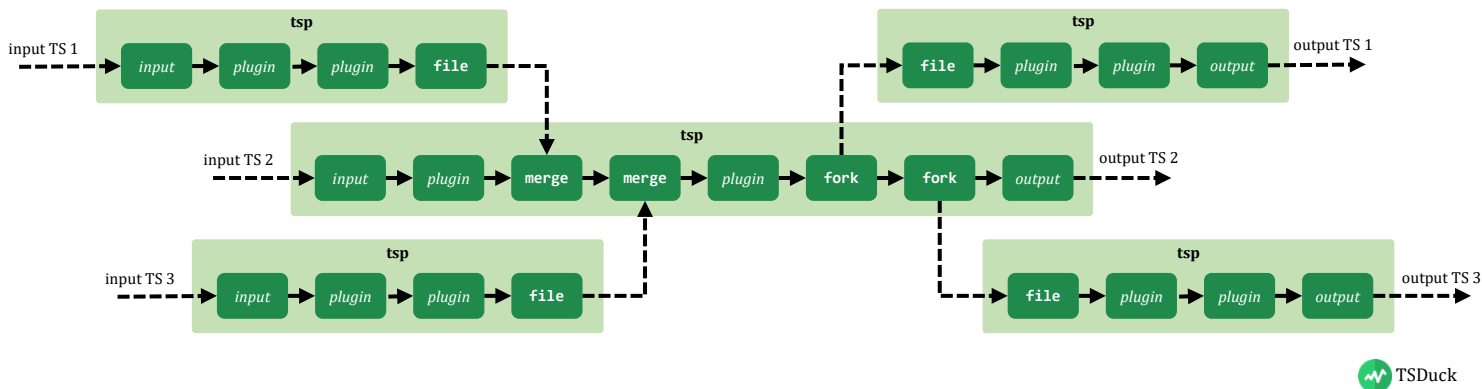 tsp
input TS 1
input plugin plugin file
tsp
file plugin plugin output
output TS 1
tsp
input TS 2
input plugin merge merge plugin fork fork output
output TS 2
tsp
input TS 3
input plugin plugin file
tsp
file plugin plugin output
output TS 3
TSDuck